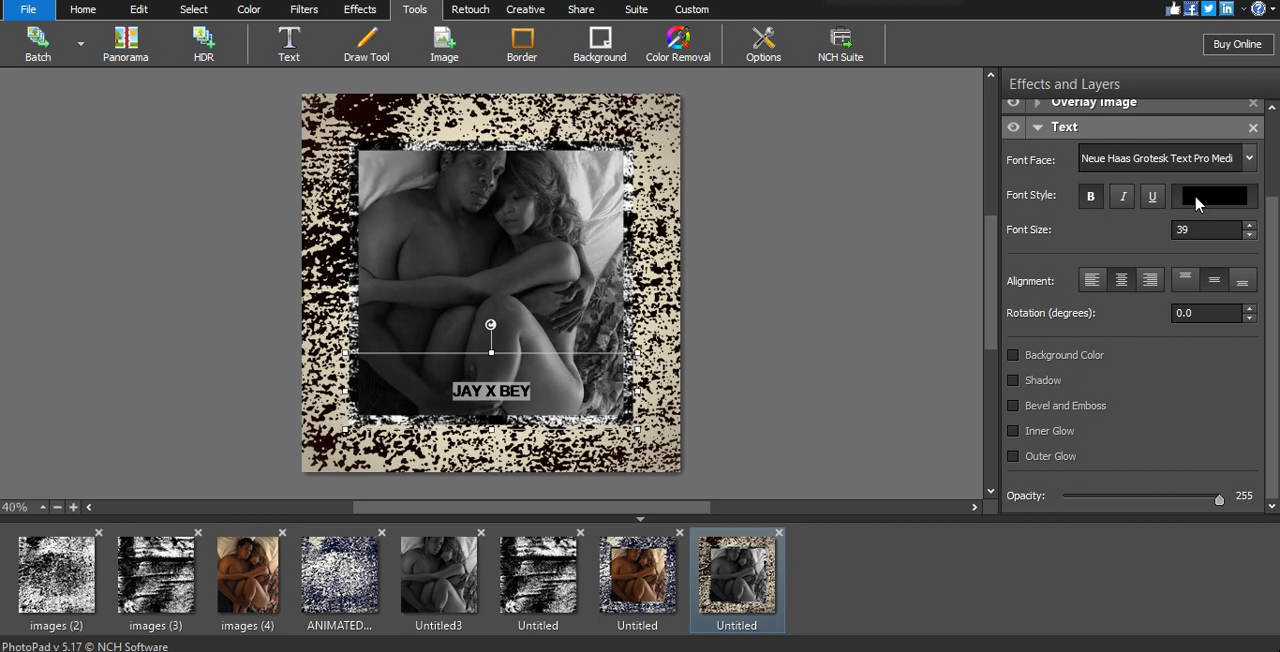 File Home Edit Select Color Filters Effects Tools Retouch Creative Share Suite Custom
Batch Panorama HDR Text Draw Tool Image Border Background Color Removal Options NCH Suite Buy Online
Effects and Layers
Overlay Image
Text
Font Face: Neue Haas Grotesk Text Pro Medi
Font Style: B I U
Font Size: 39
Alignment:
Rotation (degrees): 0.0
Background Color
Shadow
JAY X BEY
Bevel and Emboss
Inner Glow
Outer Glow
Opacity: 255
40%
images (2) images (3) images (4) ANIMATED... Untitled3 Untitled Untitled Untitled
PhotoPad v 5.17 © NCH Software